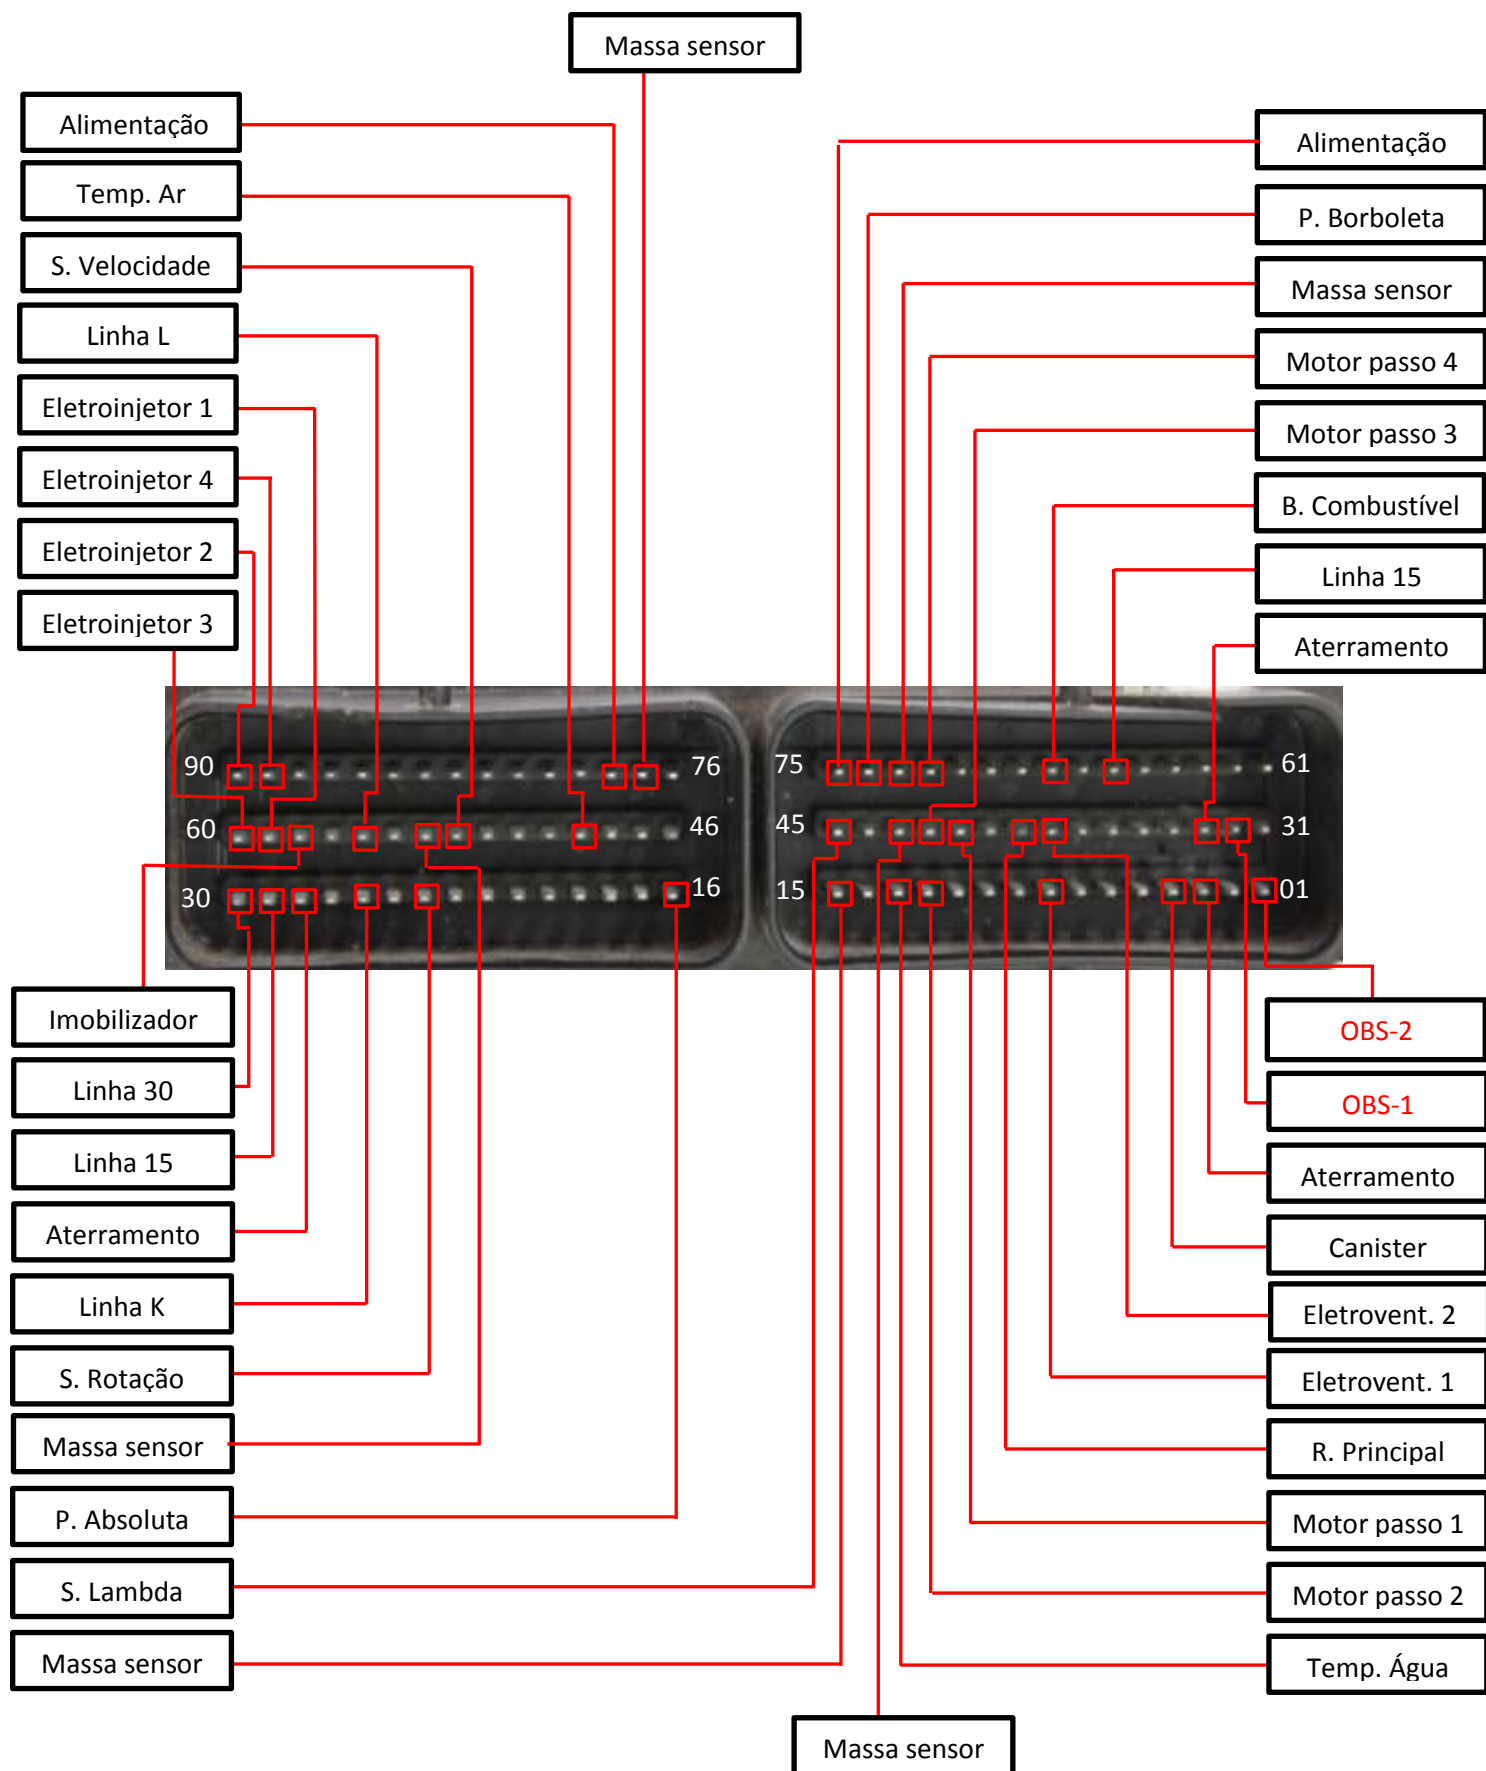 Massa sensor
Alimentação
Temp. Ar
S. Velocidade
Linha L
Eletroinjetor 1
Eletroinjetor 4
Eletroinjetor 2
Eletroinjetor 3
Alimentação
P. Borboleta
Massa sensor
Motor passo 4
Motor passo 3
B. Combustível
Linha 15
Aterramento
90 76 75 61
60 46 45 31
30 16 15 01
Imobilizador
Linha 30
Linha 15
Aterramento
Linha K
S. Rotação
Massa sensor
P. Absoluta
S. Lambda
Massa sensor
OBS-2
OBS-1
Aterramento
Canister
Eletrovent. 2
Eletrovent. 1
R. Principal
Motor passo 1
Motor passo 2
Temp. Água
Massa sensor